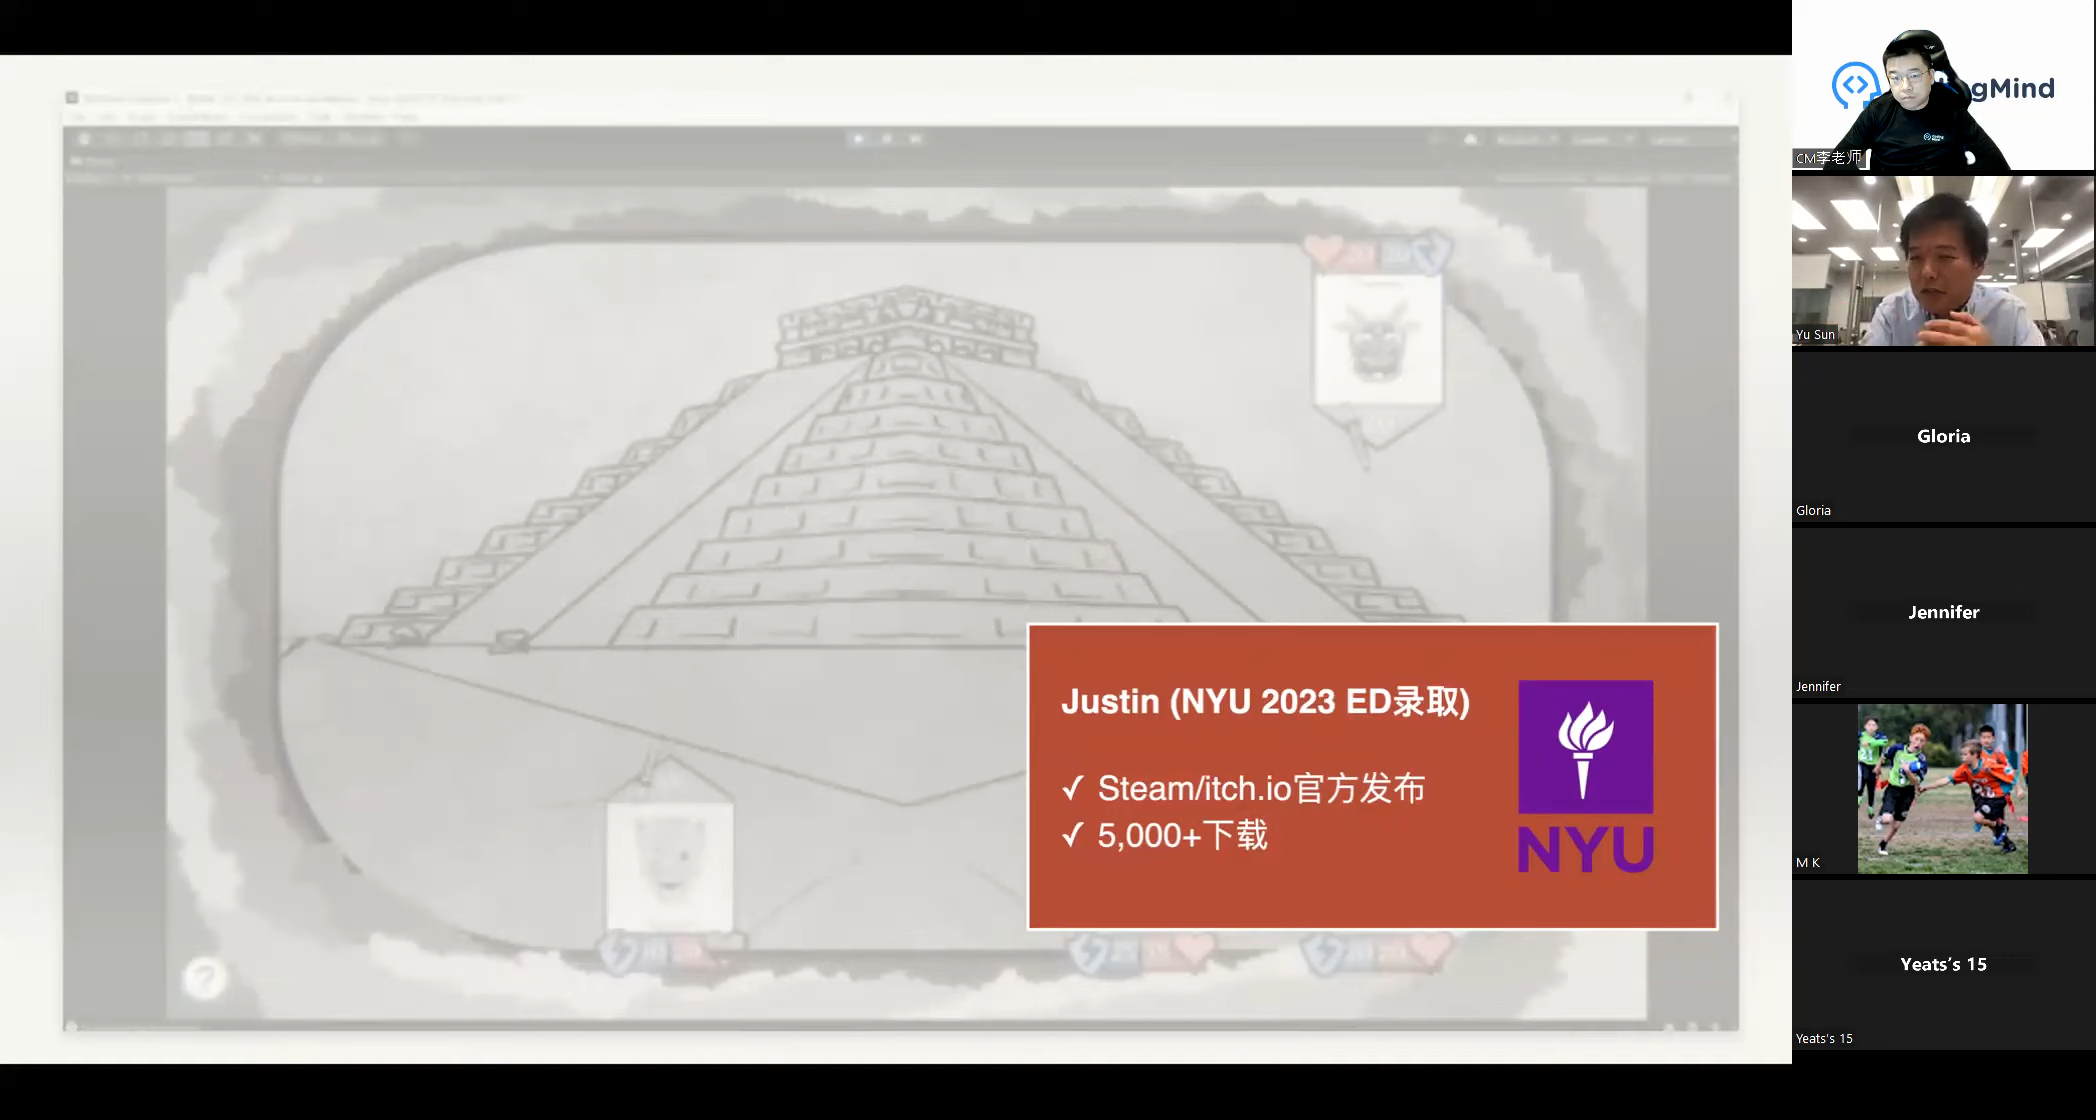 Justin (NYU 2023 ED录取)
✓ Steam/itch.io官方发布
✓ 5,000+下载
NYU
gMind
CM李老师
Yu Sun
Gloria
Gloria
Jennifer
Jennifer
M K
Yeats's 15
Yeats's 15